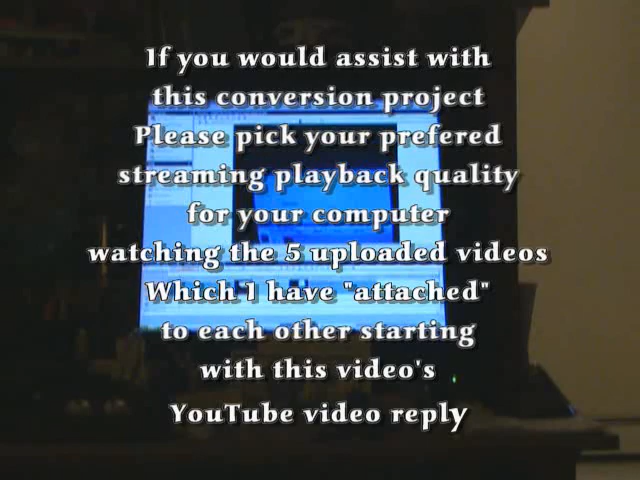 If you would assist with
this conversion project
Please pick your prefered
streaming playback quality
for your computer
watching the 5 uploaded videos
Which I have "attached"
to each other starting
with this video's
YouTube video reply